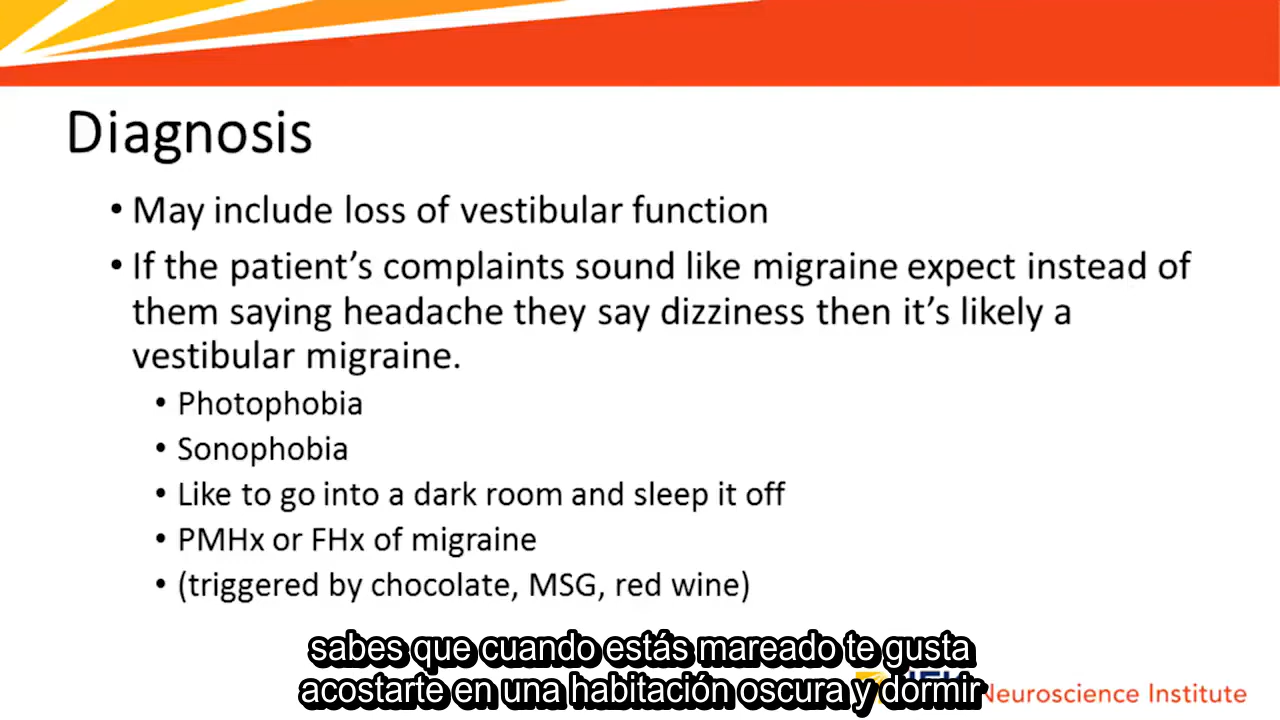 Diagnosis
• May include loss of vestibular function
• If the patient's complaints sound like migraine expect instead of
them saying headache they say dizziness then it's likely a
vestibular migraine.
• Photophobia
• Sonophobia
• Like to go into a dark room and sleep it off
• PMHx or FHx of migraine
• (triggered by chocolate, MSG, red wine)
sabes que cuando estás mareado te gusta
acostarte en una habitación oscura y dormir
Neuroscience Institute